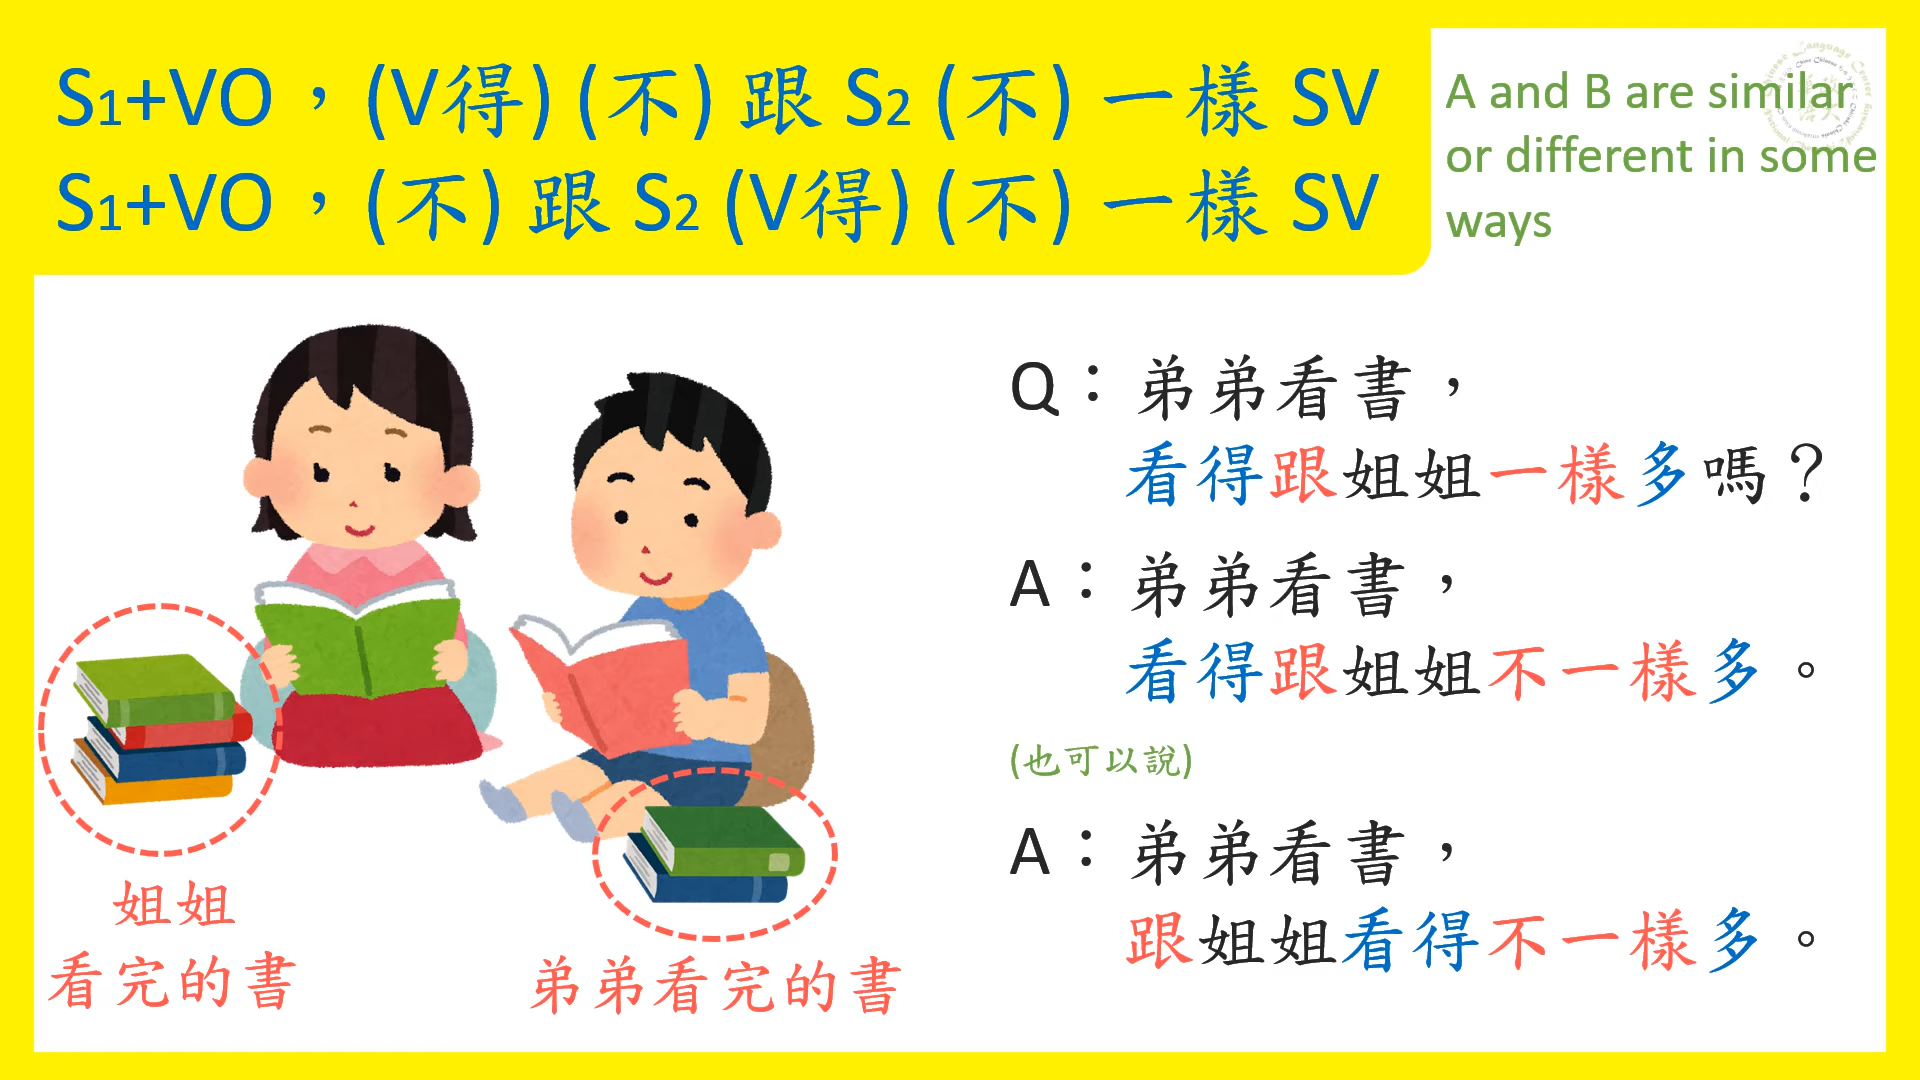 S1+VO，(V得) (不) 跟 S2 (不) 一樣 SV
S1+VO，(不) 跟 S2 (V得) (不) 一樣 SV
A and B are similar
or different in some
ways
Q：弟弟看書，
看得跟姐姐一樣多嗎？
A：弟弟看書，
看得跟姐姐不一樣多。
(也可以說)
A：弟弟看書，
跟姐姐看得不一樣多。
姐姐
看完的書
弟弟看完的書